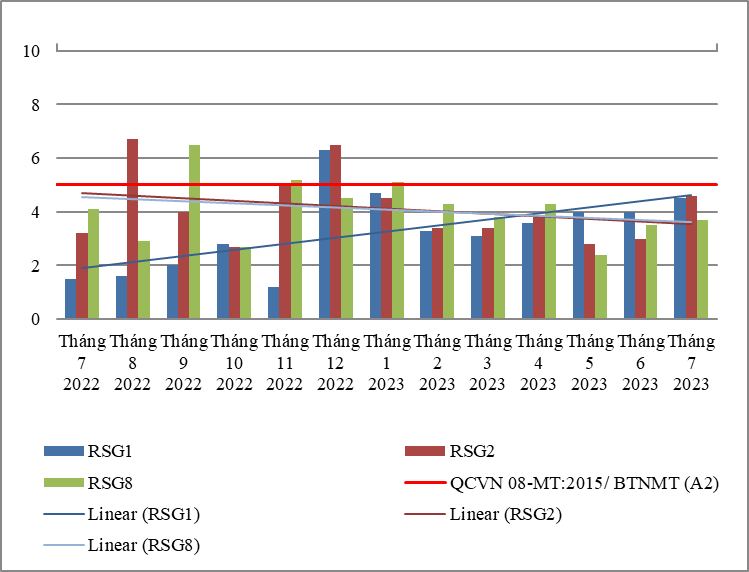 10
8
6
4
2
0
Tháng Tháng Tháng Tháng Tháng Tháng Tháng Tháng Tháng Tháng Tháng Tháng Tháng
7 8 9 10 11 12 1 2 3 4 5 6 7
2022 2022 2022 2022 2022 2022 2023 2023 2023 2023 2023 2023 2023
RSG1 RSG2
RSG8 QCVN 08-MT:2015/ BTNMT (A2)
Linear (RSG1) Linear (RSG2)
Linear (RSG8)